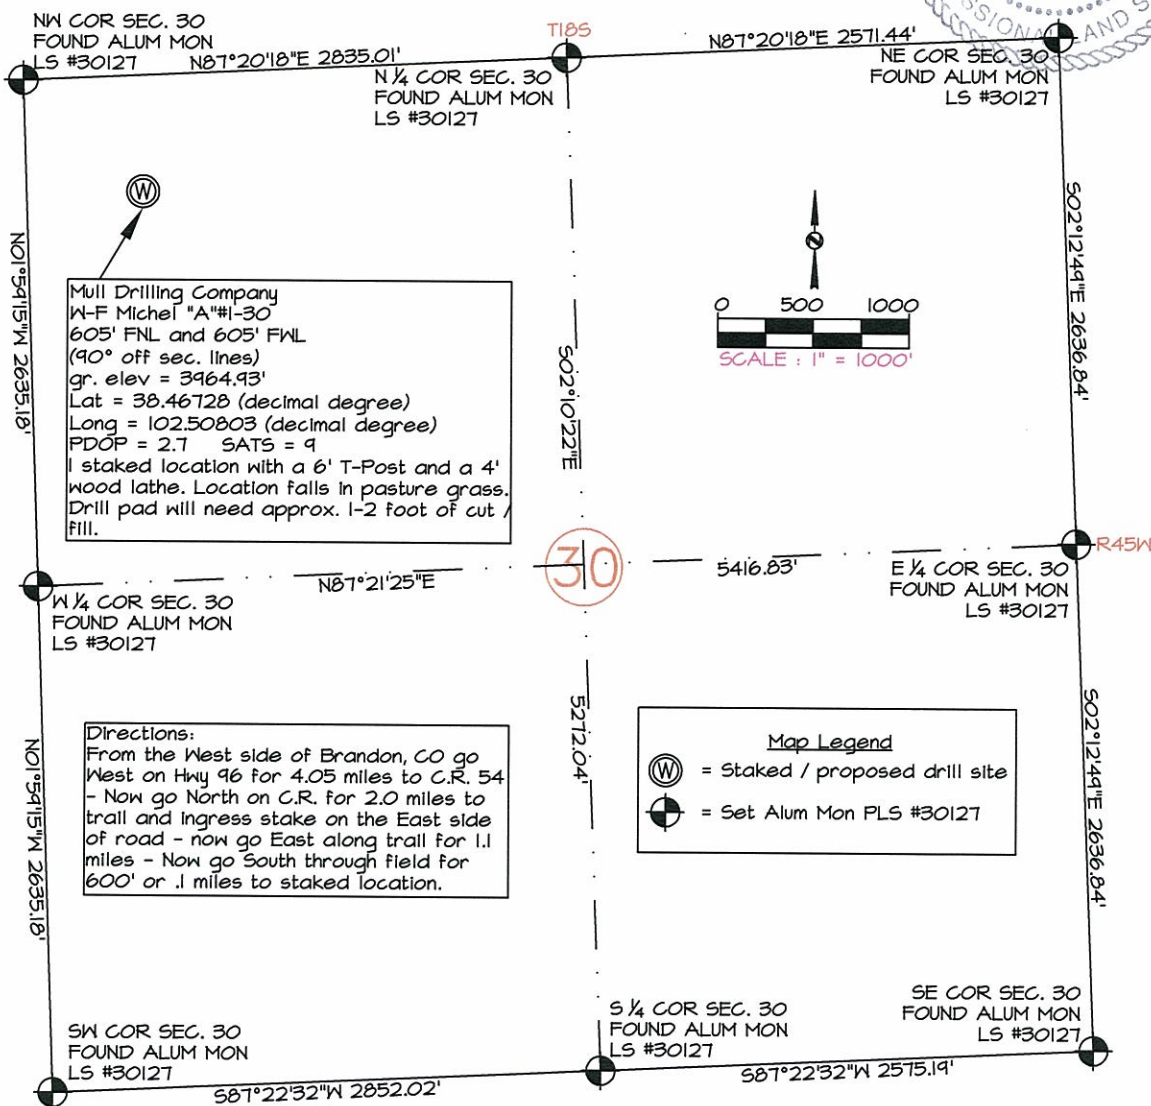 SSIONAL LAND S
NW COR SEC. 30
FOUND ALUM MON
LS #30127
N87°20'18"E 2835.01'
T18S
N87°20'18"E 2571.44'
N ¼ COR SEC. 30
FOUND ALUM MON
LS #30127
NE COR SEC. 30
FOUND ALUM MON
LS #30127
W
N01°59'15"W 2635.18'
S02°12'49"E 2636.84'
Mull Drilling Company
W-F Michel "A"#1-30
605' FNL and 605' FWL
(90° off sec. lines)
gr. elev = 3964.93'
Lat = 38.46728 (decimal degree)
Long = 102.50803 (decimal degree)
PDOP = 2.7 SATS = 9
I staked location with a 6' T-Post and a 4'
wood lathe. Location falls in pasture grass.
Drill pad will need approx. 1-2 foot of cut /
fill.
S02°10'22"E
N
0 500 1000
SCALE : 1" = 1000'
30
R45W
N87°21'25"E
5416.83'
W ¼ COR SEC. 30
FOUND ALUM MON
LS #30127
E ¼ COR SEC. 30
FOUND ALUM MON
LS #30127
N01°59'15"W 2635.18'
5272.04'
S02°12'49"E 2636.84'
Directions:
From the West side of Brandon, CO go
West on Hwy 96 for 4.05 miles to C.R. 54
- Now go North on C.R. for 2.0 miles to
trail and ingress stake on the East side
of road - now go East along trail for 1.1
miles - Now go South through field for
600' or .1 miles to staked location.
Map Legend
W = Staked / proposed drill site
= Set Alum Mon PLS #30127
SW COR SEC. 30
FOUND ALUM MON
LS #30127
S ¼ COR SEC. 30
FOUND ALUM MON
LS #30127
SE COR SEC. 30
FOUND ALUM MON
LS #30127
S87°22'32"W 2852.02'
S87°22'32"W 2575.19'